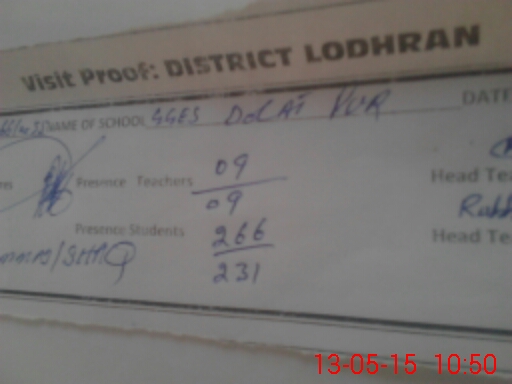 Visit Proof: DISTRICT LODHRAN
NAME OF SCHOOL GGES DOLAT PUR DATE
Presence Teachers 09
09
Head Tea
Presence Students 266
231
Head Tea
13-05-15 10:50